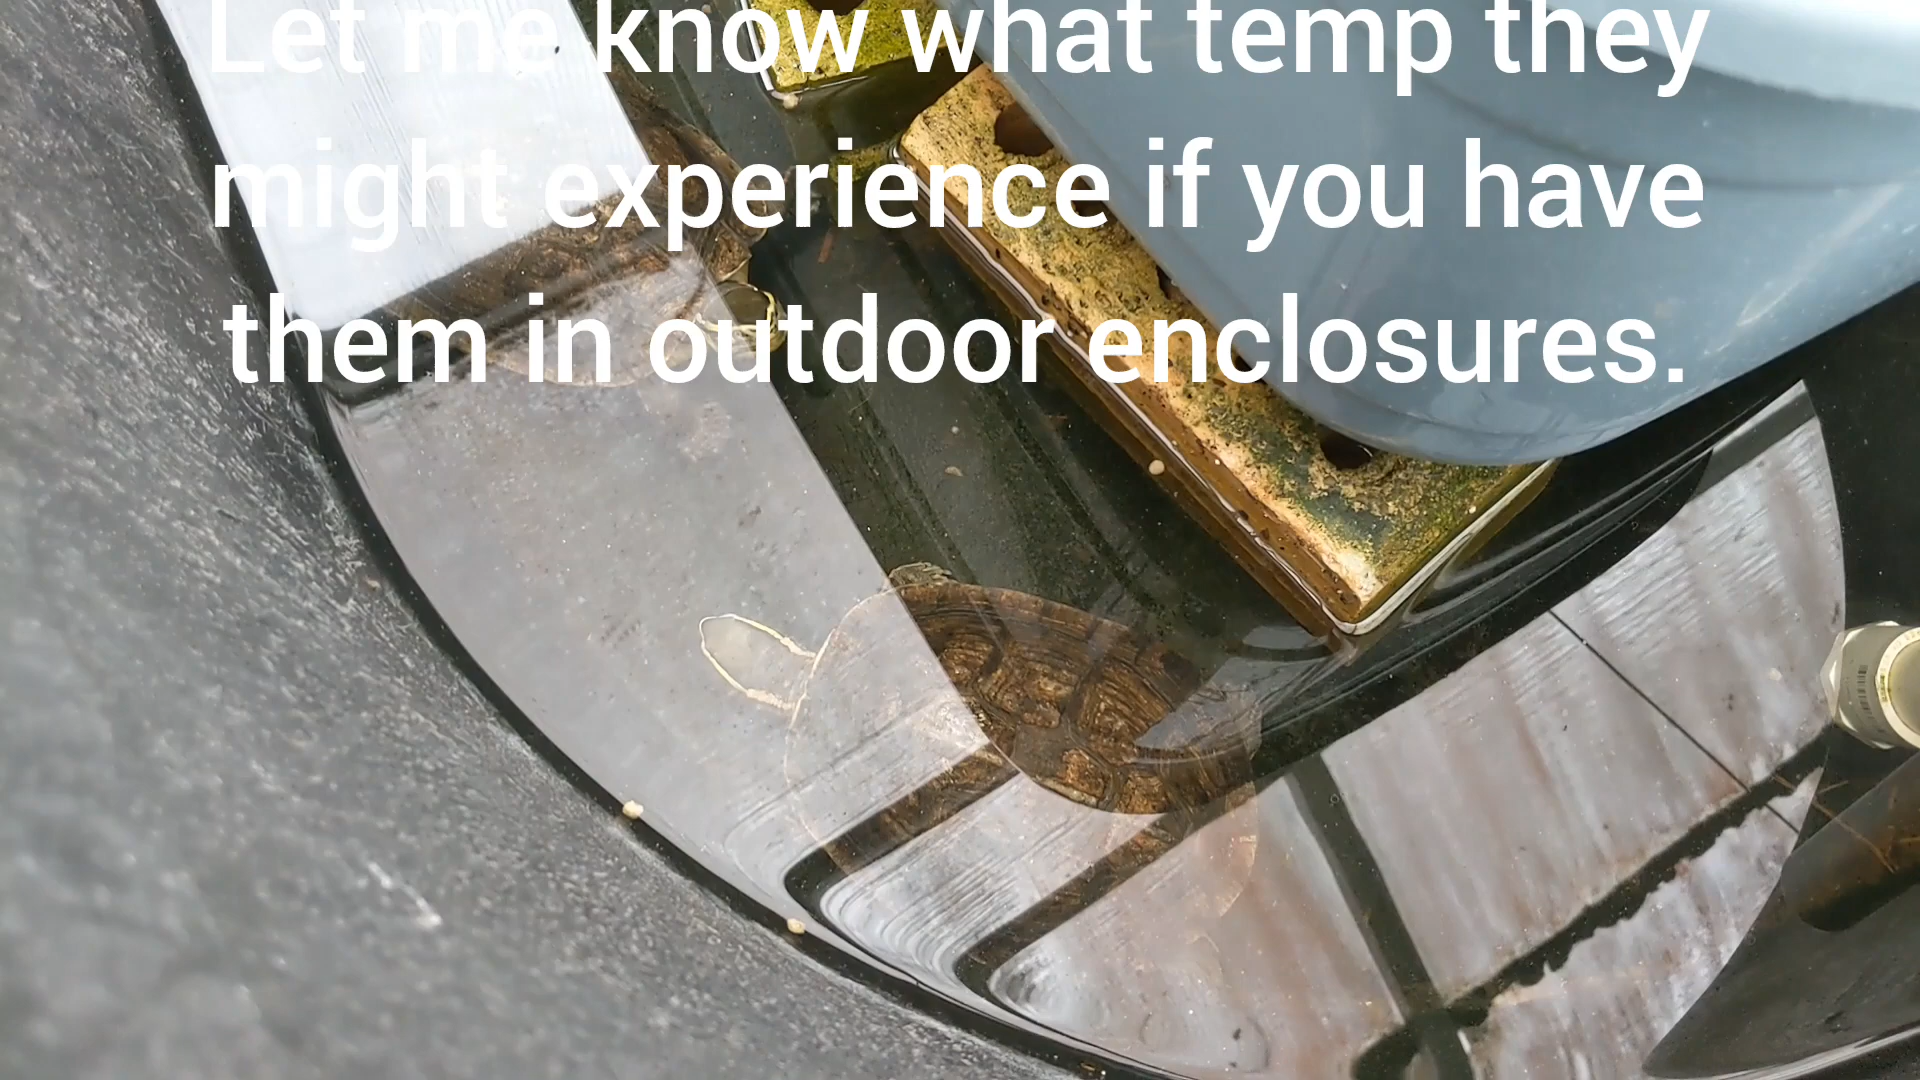 Let me know what temp they
might experience if you have
them in outdoor enclosures.